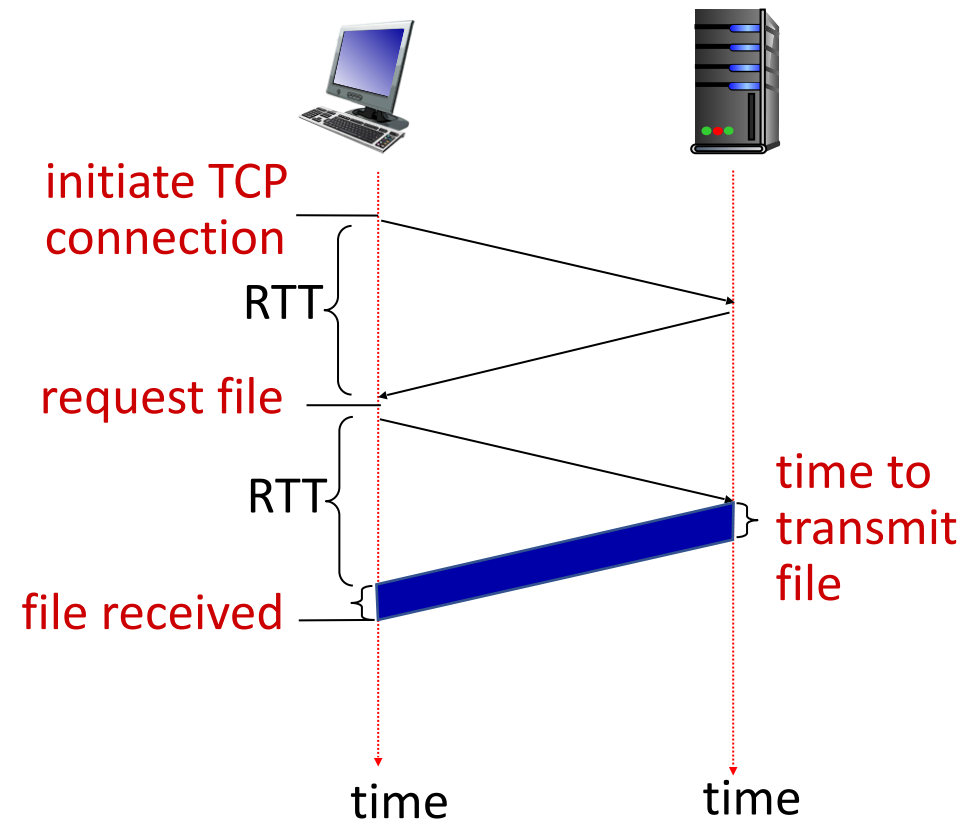 initiate TCP
connection
RTT
request file
RTT
time to
transmit
file
file received
time
time